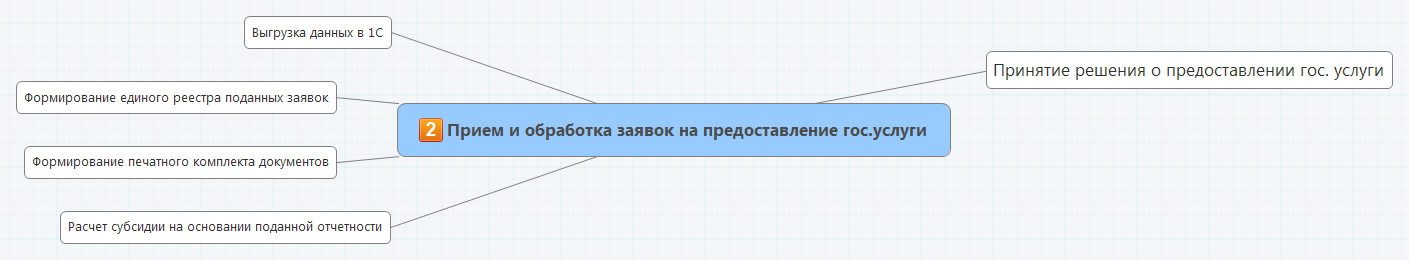 Выгрузка данных в 1С
Принятие решения о предоставлении гос. услуги
Формирование единого реестра поданных заявок
2 Прием и обработка заявок на предоставление гос.услуги
Формирование печатного комплекта документов
Расчет субсидии на основании поданной отчетности